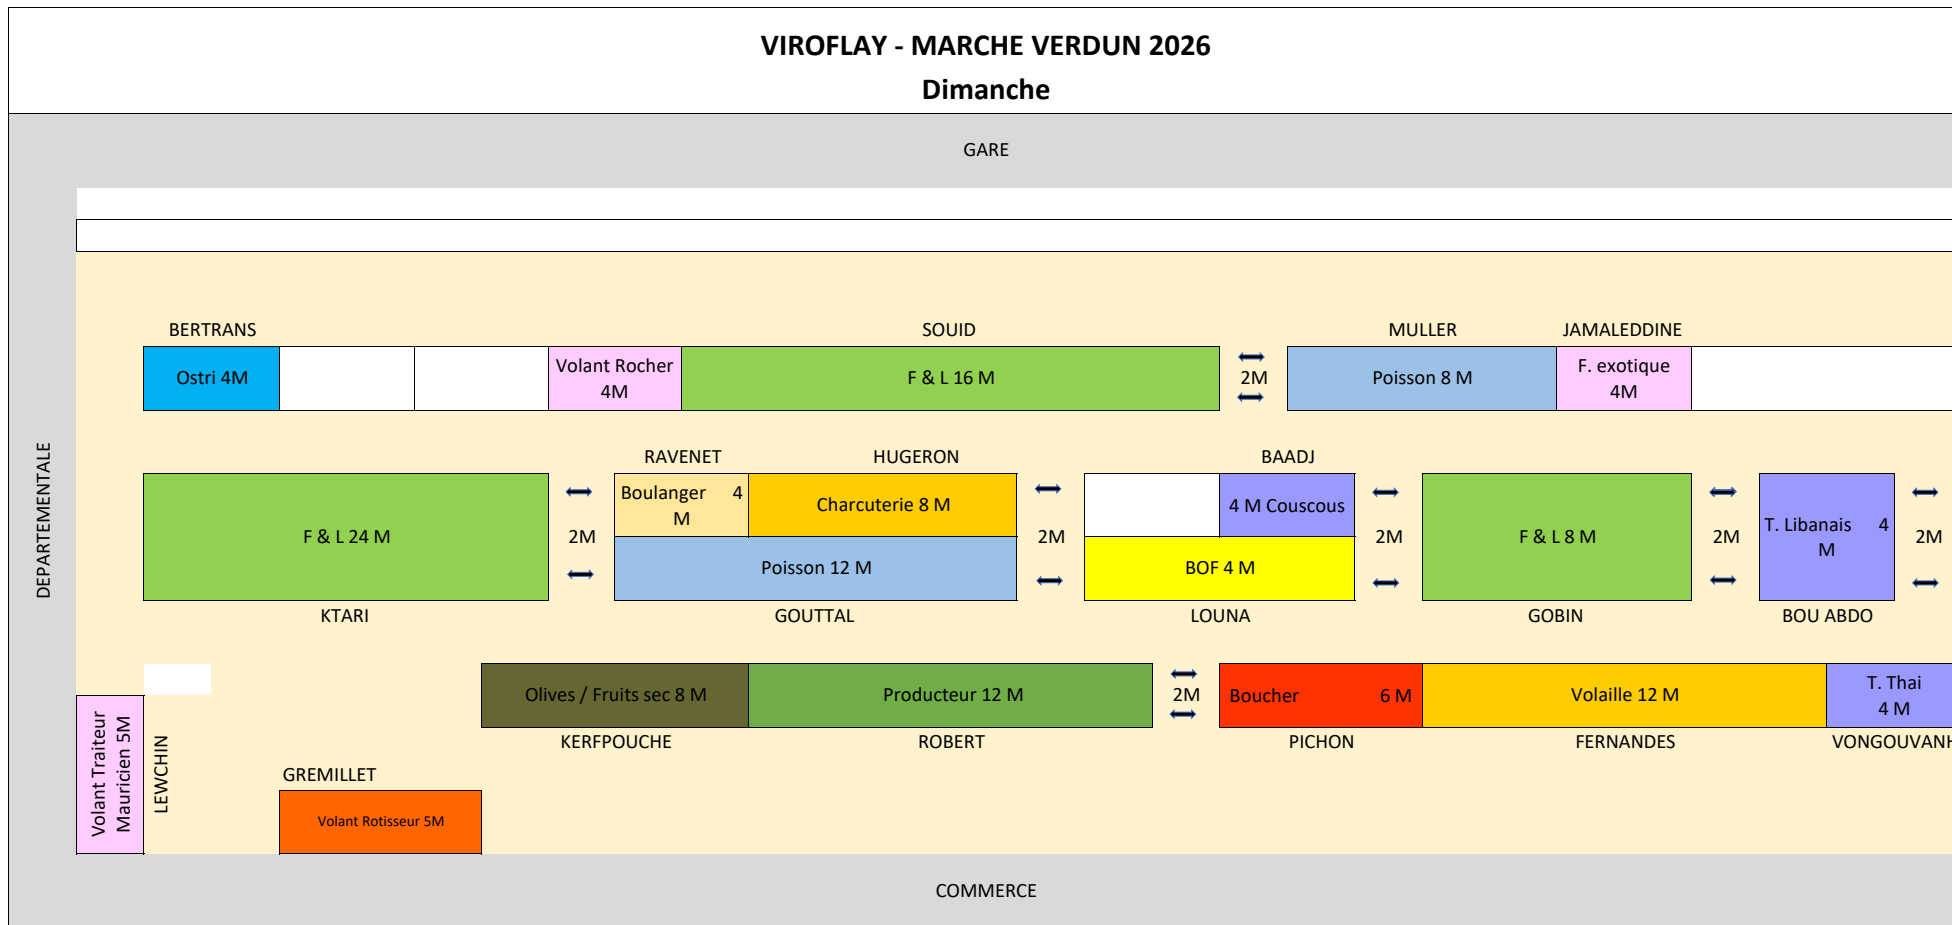 VIROFLAY - MARCHE VERDUN 2026
Dimanche
GARE
DEPARTEMENTALE
BERTRANS
SOUID
MULLER
JAMALEDDINE
Ostri 4M
Volant Rocher
4M
F & L 16 M
2M
Poisson 8 M
F. exotique
4M
RAVENET
HUGERON
BAADJ
F & L 24 M
2M
Boulanger 4
M
Charcuterie 8 M
Poisson 12 M
2M
4 M Couscous
BOF 4 M
2M
F & L 8 M
2M
T. Libanais 4
M
2M
KTARI
GOUTTAL
LOUNA
GOBIN
BOU ABDO
Olives / Fruits sec 8 M
Producteur 12 M
2M
Boucher 6 M
Volaille 12 M
T. Thai
4 M
KERFPOUCHE
ROBERT
PICHON
FERNANDES
VONGOUVANH
Volant Traiteur
Mauricien 5M
LEWCHIN
GREMILLET
Volant Rotisseur 5M
COMMERCE